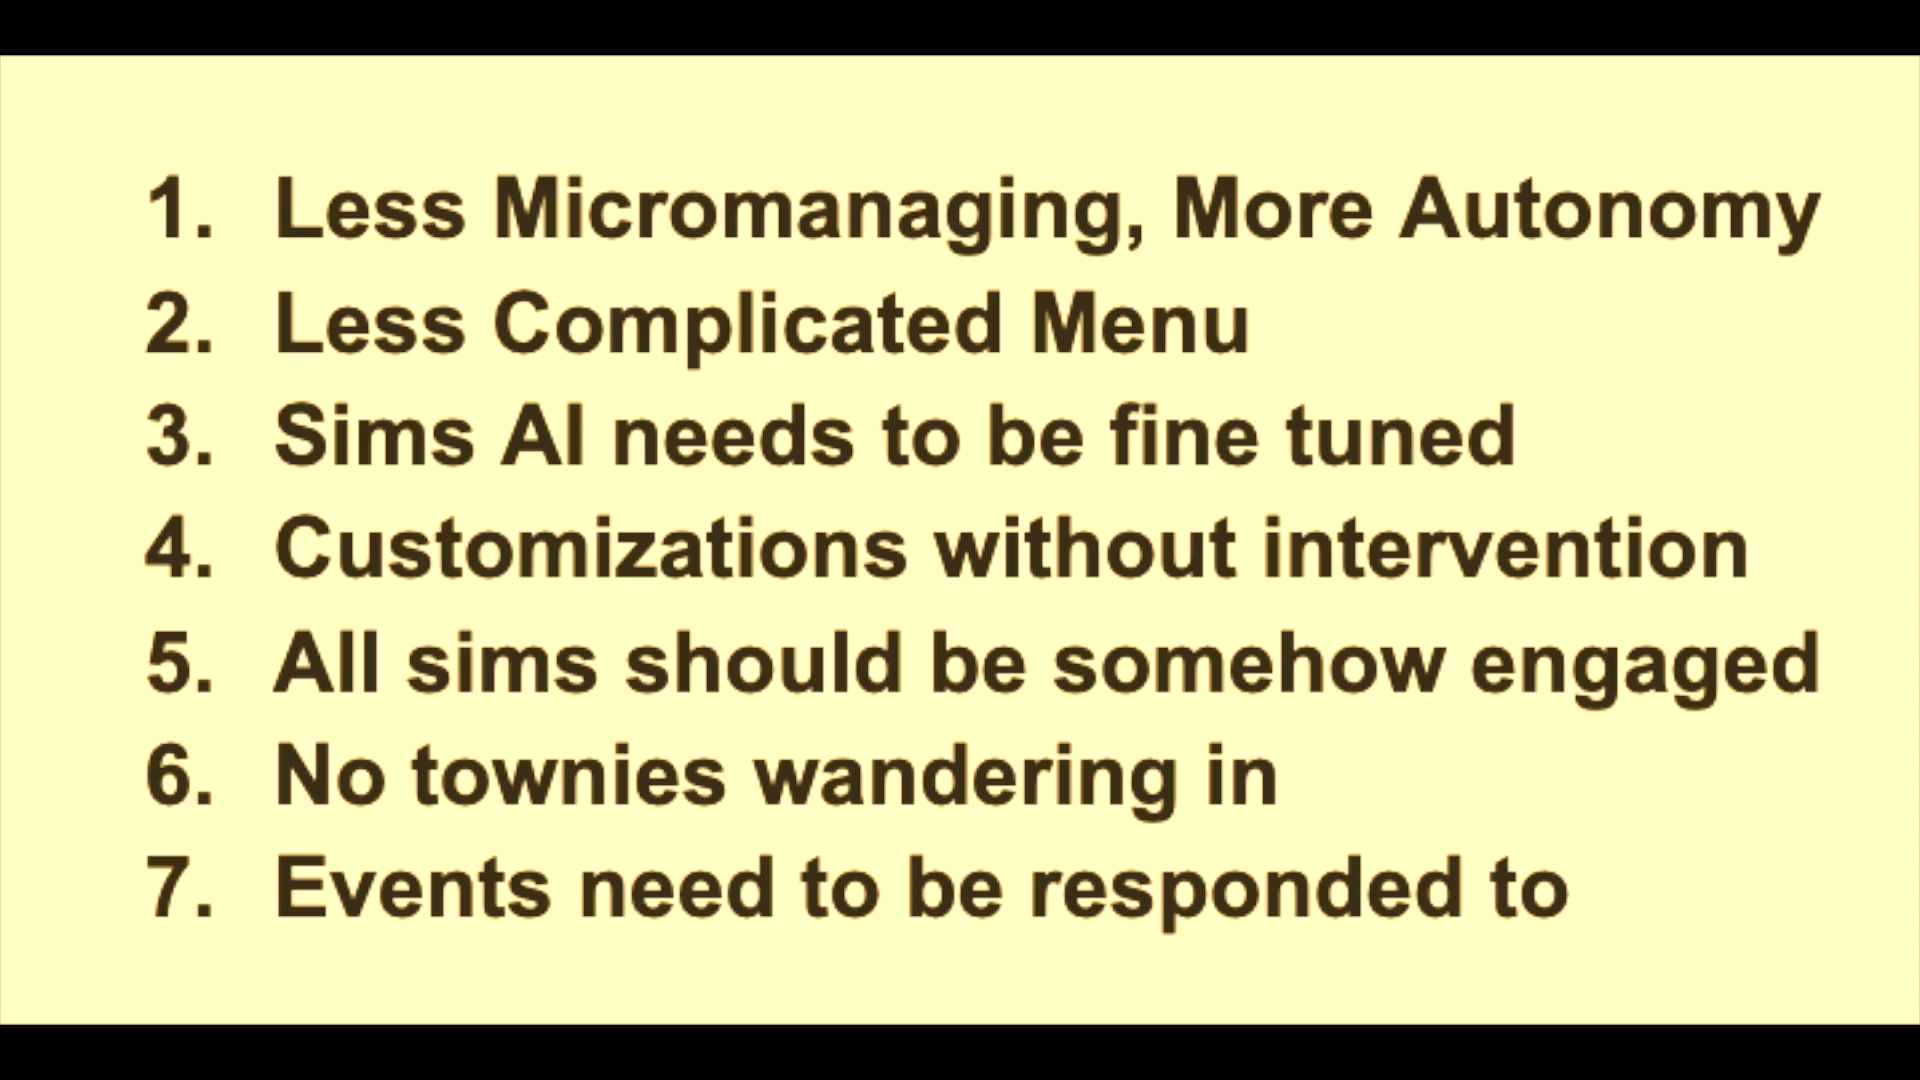 1. Less Micromanaging, More Autonomy
2. Less Complicated Menu
3. Sims AI needs to be fine tuned
4. Customizations without intervention
5. All sims should be somehow engaged
6. No townies wandering in
7. Events need to be responded to